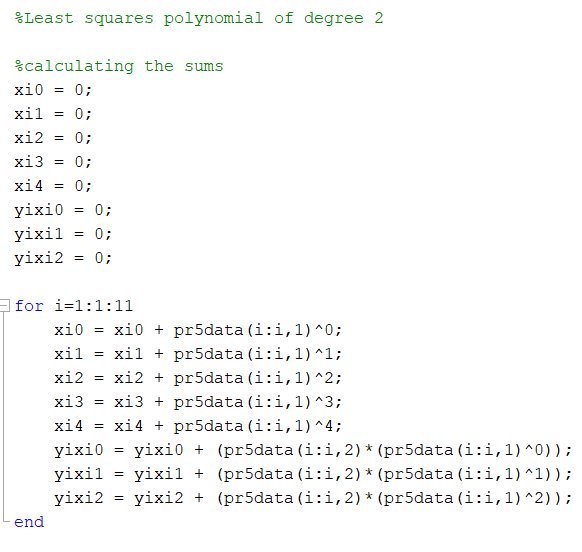 %Least squares polynomial of degree 2
%calculating the sums
xi0 = 0;
xi1 = 0;
xi2 = 0;
xi3 = 0;
xi4 = 0;
yixi0 = 0;
yixi1 = 0;
yixi2 = 0;
for i=1:1:11
xi0 = xi0 + pr5data(i:i,1)^0;
xi1 = xi1 + pr5data(i:i,1)^1;
xi2 = xi2 + pr5data(i:i,1)^2;
xi3 = xi3 + pr5data(i:i,1)^3;
xi4 = xi4 + pr5data(i:i,1)^4;
yixi0 = yixi0 + (pr5data(i:i,2)*(pr5data(i:i,1)^0));
yixi1 = yixi1 + (pr5data(i:i,2)*(pr5data(i:i,1)^1));
yixi2 = yixi2 + (pr5data(i:i,2)*(pr5data(i:i,1)^2));
end